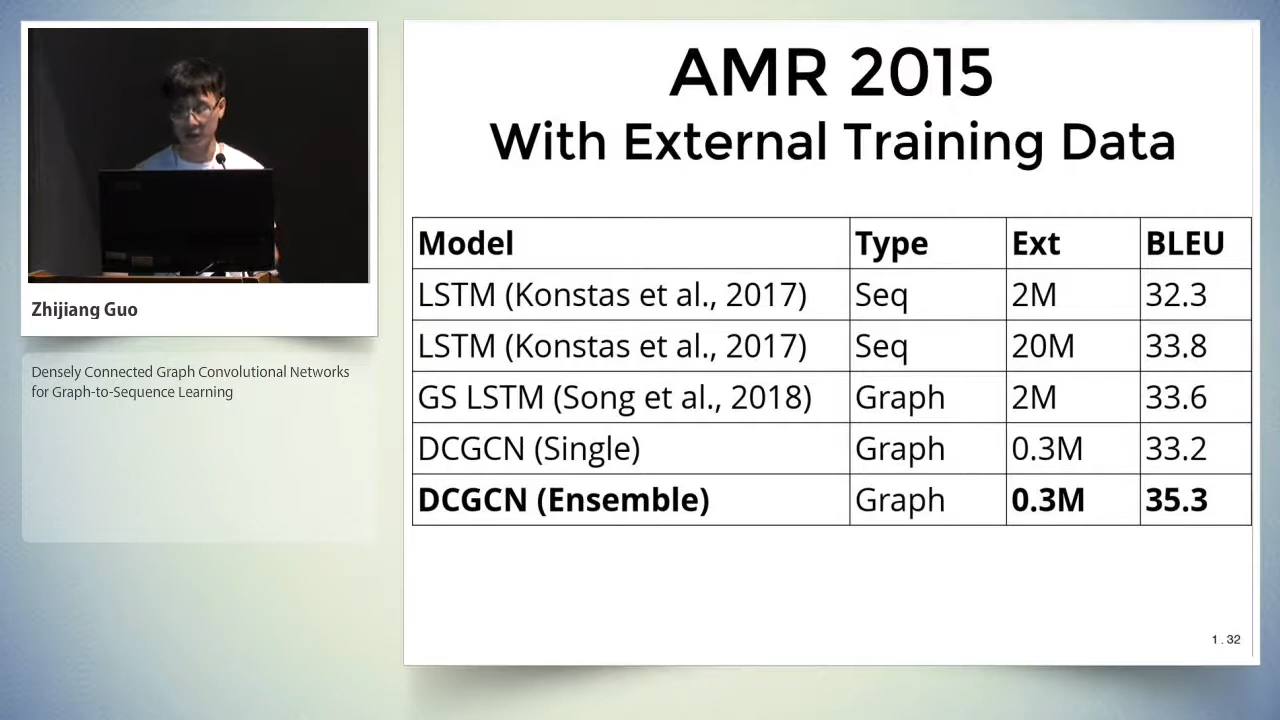 AMR 2015
With External Training Data
Model Type Ext BLEU
LSTM (Konstas et al., 2017) Seq 2M 32.3
LSTM (Konstas et al., 2017) Seq 20M 33.8
GS LSTM (Song et al., 2018) Graph 2M 33.6
DCGCN (Single) Graph 0.3M 33.2
DCGCN (Ensemble) Graph 0.3M 35.3
1 . 32
Zhijiang Guo
Densely Connected Graph Convolutional Networks
for Graph-to-Sequence Learning